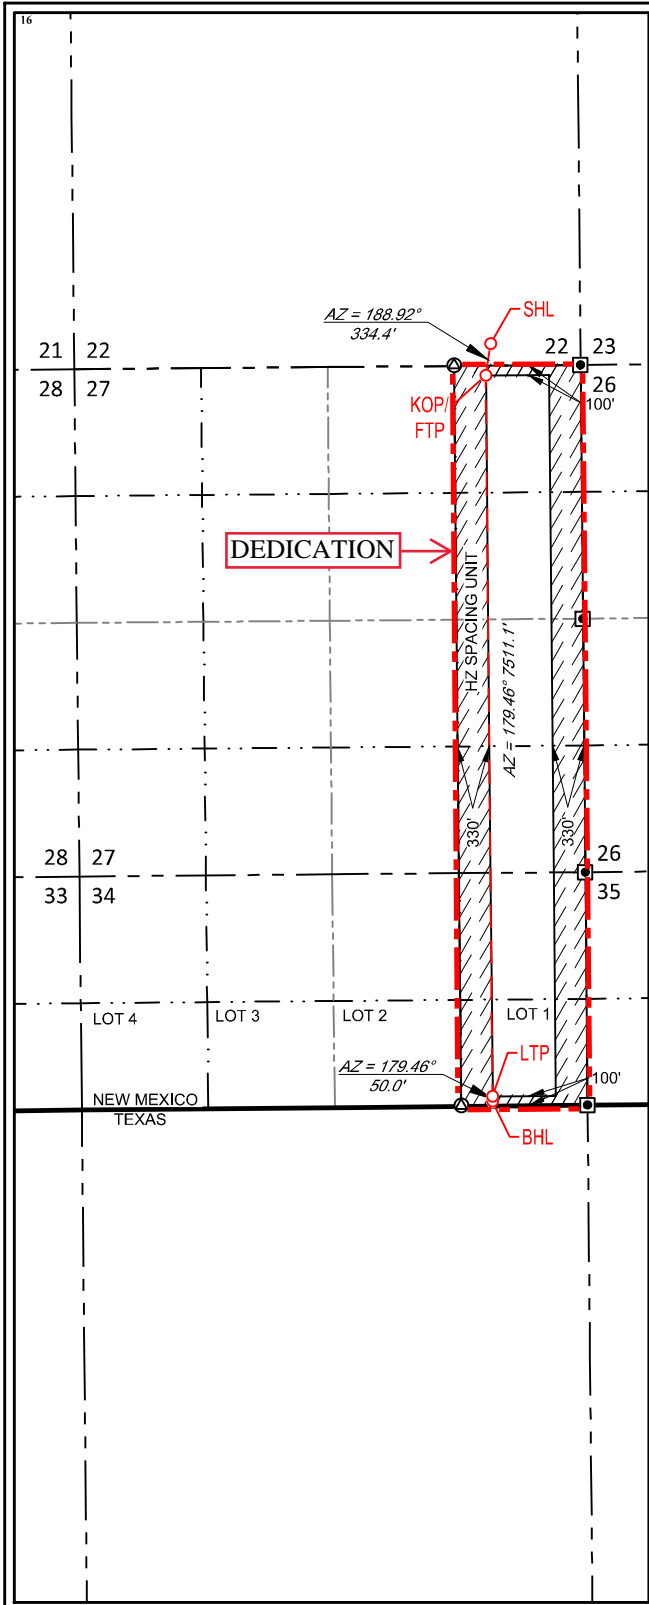 16
SHL
AZ = 188.92°
334.4'
21 22
22 23
28 27
26
KOP/
FTP
100'
DEDICATION
HZ SPACING UNIT
AZ = 179.46° 7511.1'
330'
330'
28 27
26
33 34
35
LOT 4
LOT 3
LOT 2
LOT 1
LTP
AZ = 179.46°
50.0'
100'
NEW MEXICO
TEXAS
BHL